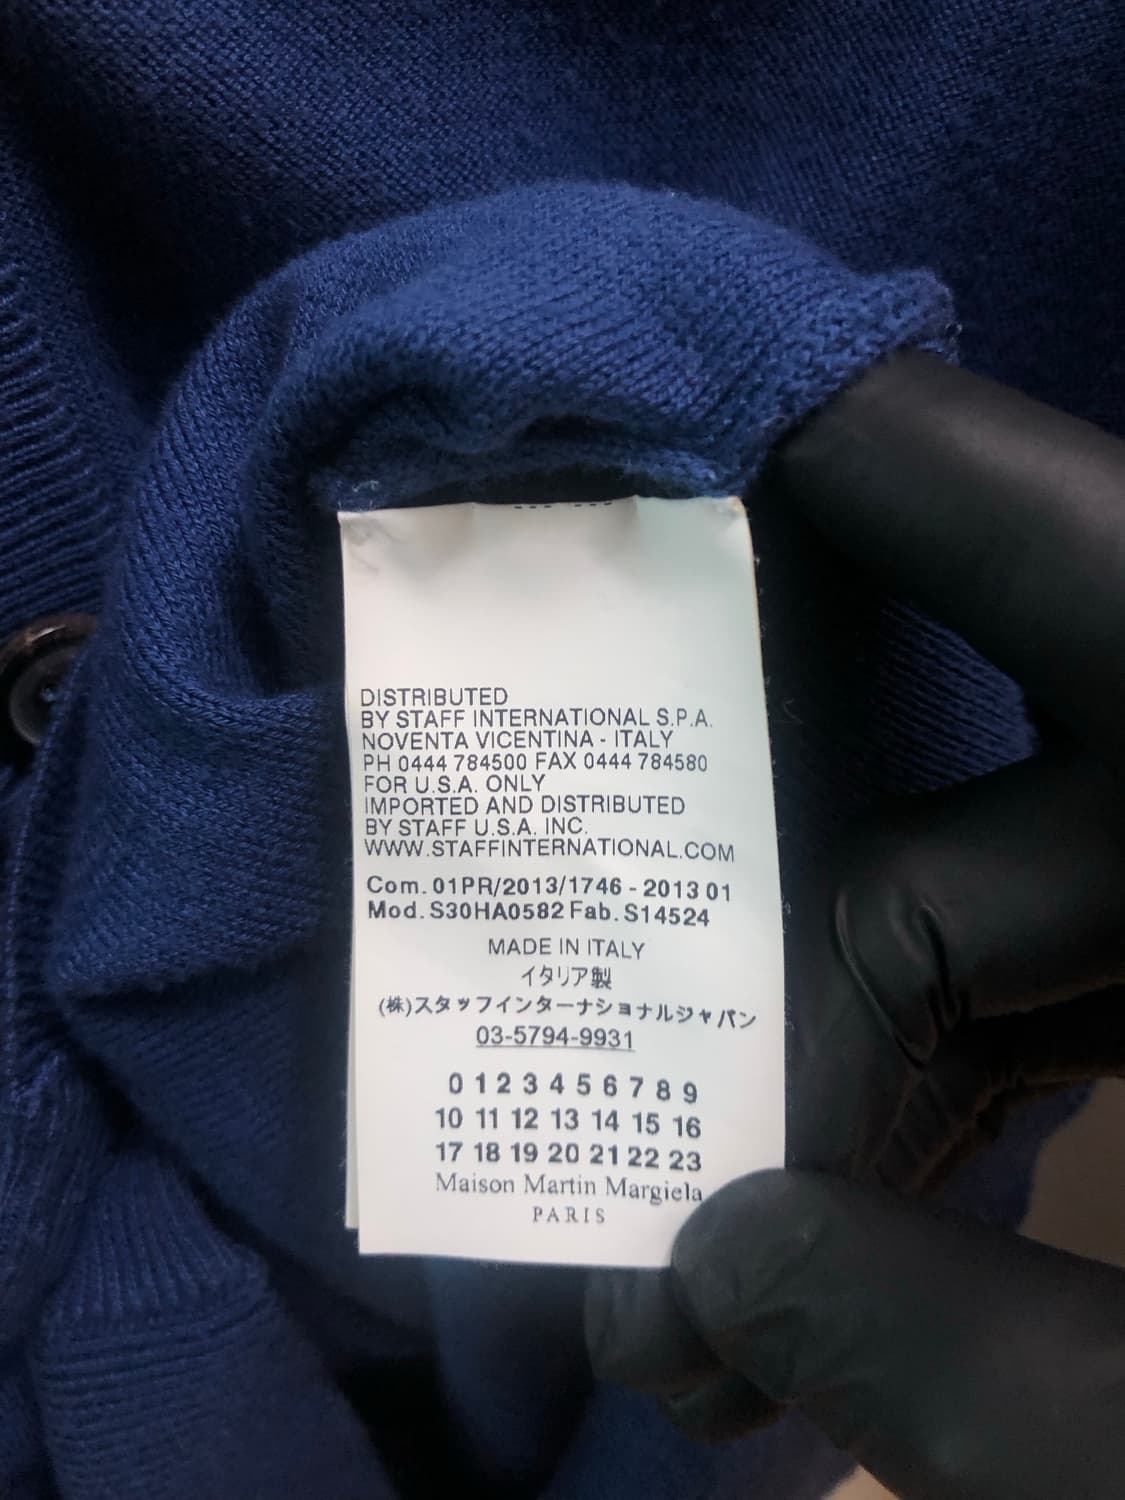 DISTRIBUTED
BY STAFF INTERNATIONAL S.P.A.
NOVENTA VICENTINA - ITALY
PH 0444 784500 FAX 0444 784580
FOR U.S.A. ONLY
IMPORTED AND DISTRIBUTED
BY STAFF U.S.A. INC.
WWW.STAFFINTERNATIONAL.COM
Com. 01PR/2013/1746 - 2013 01
Mod. S30HA0582 Fab. S14524
MADE IN ITALY
イタリア製
(株)スタッフインターナショナルジャパン
03-5794-9931
0 1 2 3 4 5 6 7 8 9
10 11 12 13 14 15 16
17 18 19 20 21 22 23
Maison Martin Margiela
PARIS